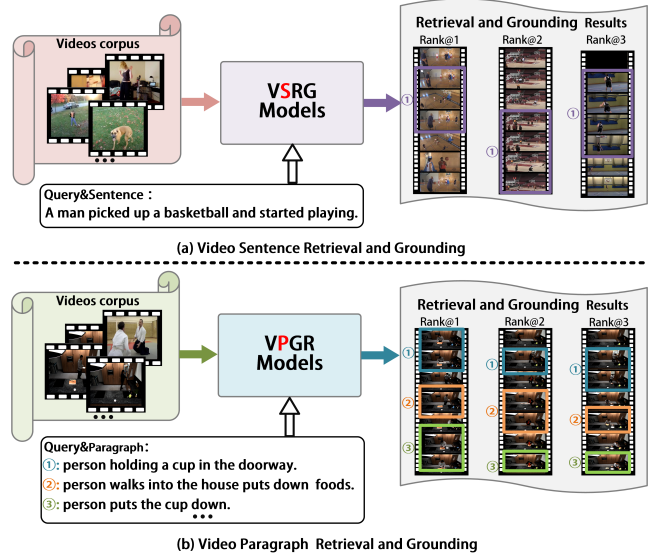 Videos corpus
VSRG
Models
Retrieval and Grounding Results
Rank@1 Rank@2 Rank@3
①
①
①
Query&Sentence :
A man picked up a basketball and started playing.
(a) Video Sentence Retrieval and Grounding
Videos corpus
VPGR
Models
Retrieval and Grounding Results
Rank@1 Rank@2 Rank@3
① ① ①
② ② ②
③ ③ ③
Query&Paragraph:
①: person holding a cup in the doorway.
②: person walks into the house puts down foods.
③: person puts the cup down.
(b) Video Paragraph Retrieval and Grounding